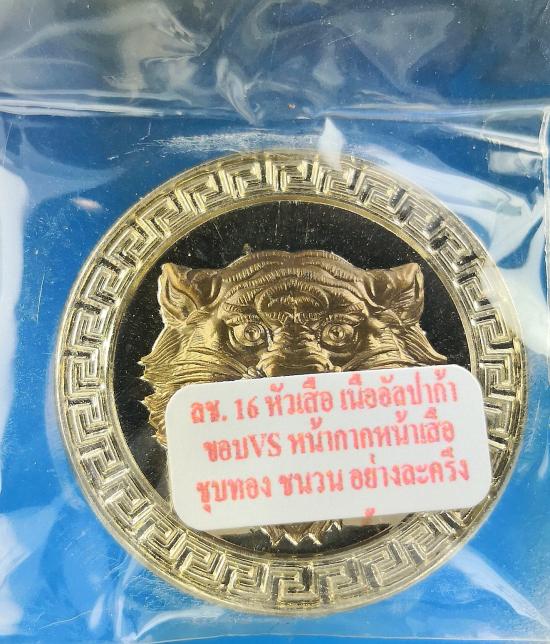 ลช. 16 หัวเสือ เนื้ออัลปาก้า
ขอบVS หน้ากากหน้าเสือ
ชุบทอง ชนวน อย่างละครึ่ง